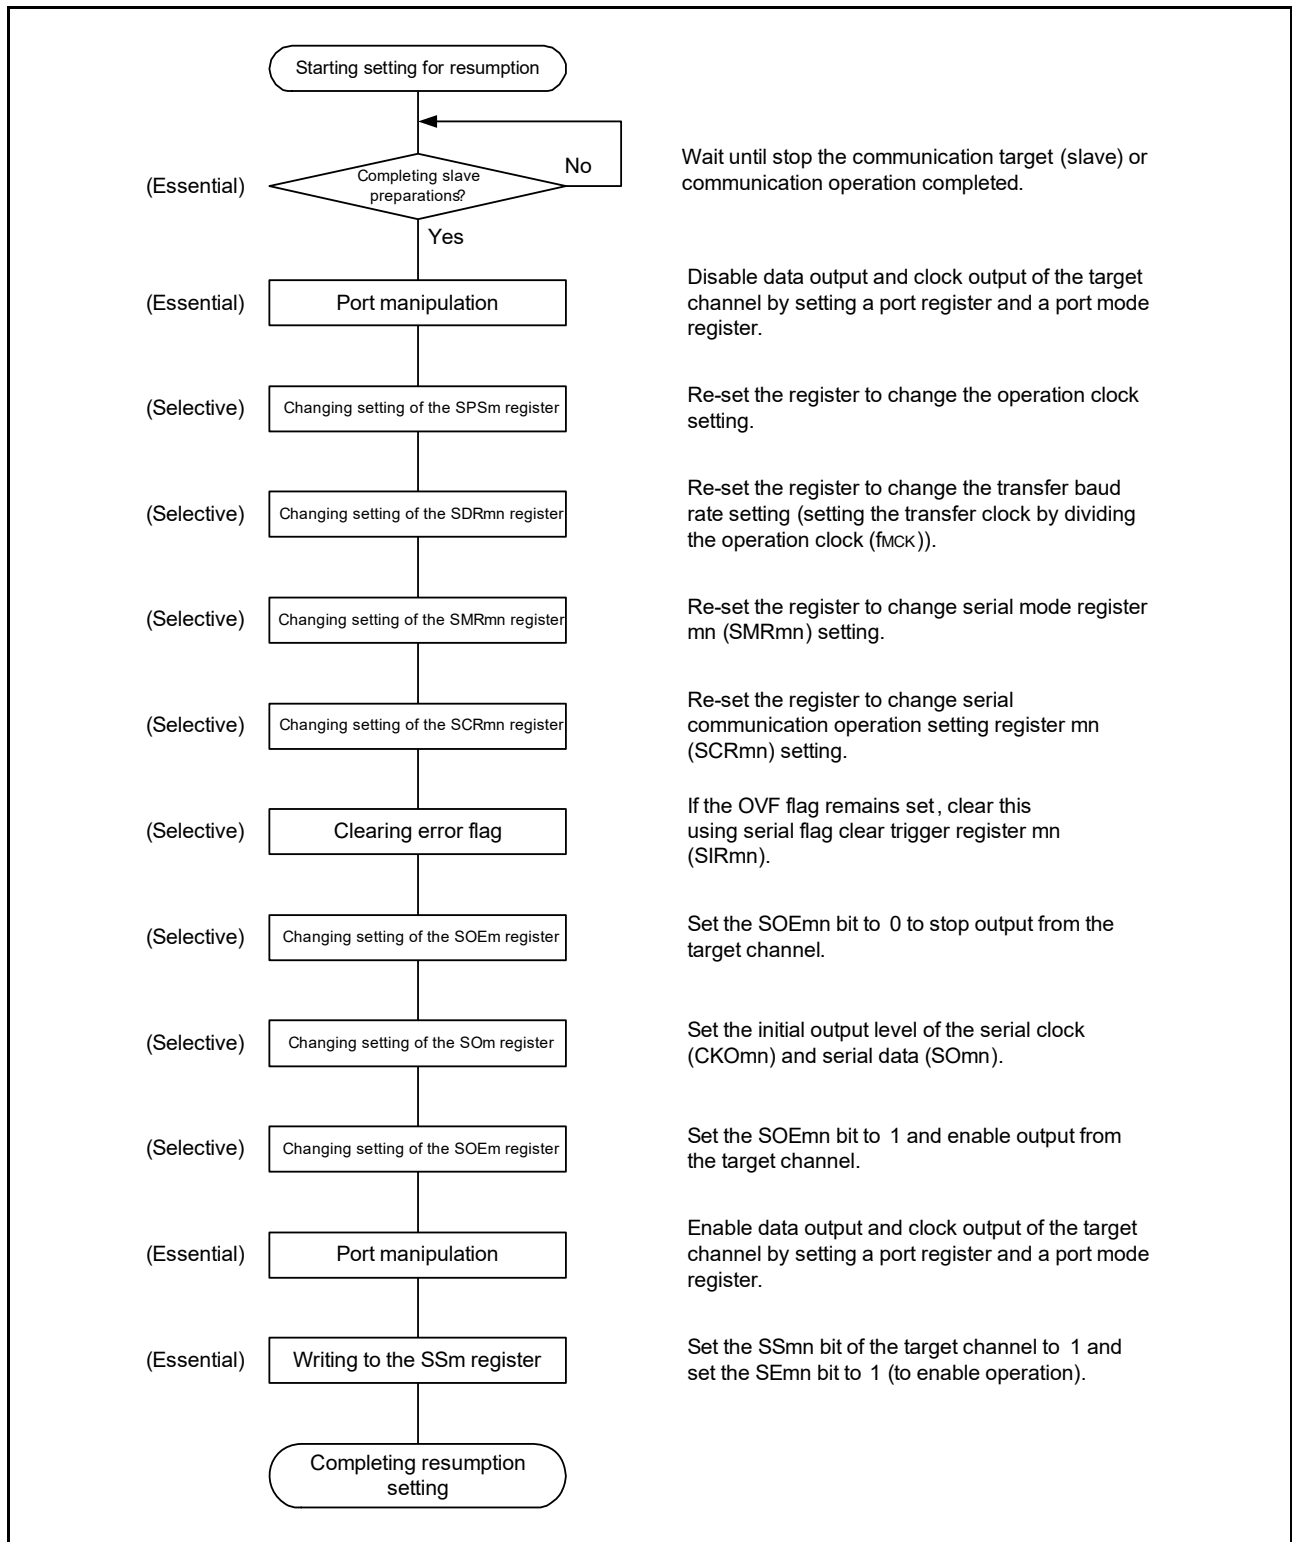 Starting setting for resumption
(Essential)
Completing slave
preparations?
No
Yes
Wait until stop the communication target (slave) or
communication operation completed.
(Essential)
Port manipulation
Disable data output and clock output of the target
channel by setting a port register and a port mode
register.
(Selective)
Changing setting of the SPSm register
Re-set the register to change the operation clock
setting.
(Selective)
Changing setting of the SDRmn register
Re-set the register to change the transfer baud
rate setting (setting the transfer clock by dividing
the operation clock (fMCK)).
(Selective)
Changing setting of the SMRmn register
Re-set the register to change serial mode register
mn (SMRmn) setting.
(Selective)
Changing setting of the SCRmn register
Re-set the register to change serial
communication operation setting register mn
(SCRmn) setting.
(Selective)
Clearing error flag
If the OVF flag remains set, clear this
using serial flag clear trigger register mn
(SIRmn).
(Selective)
Changing setting of the SOEm register
Set the SOEmn bit to 0 to stop output from the
target channel.
(Selective)
Changing setting of the SOm register
Set the initial output level of the serial clock
(CKOmn) and serial data (SOmn).
(Selective)
Changing setting of the SOEm register
Set the SOEmn bit to 1 and enable output from
the target channel.
(Essential)
Port manipulation
Enable data output and clock output of the target
channel by setting a port register and a port mode
register.
(Essential)
Writing to the SSm register
Set the SSmn bit of the target channel to 1 and
set the SEmn bit to 1 (to enable operation).
Completing resumption
setting